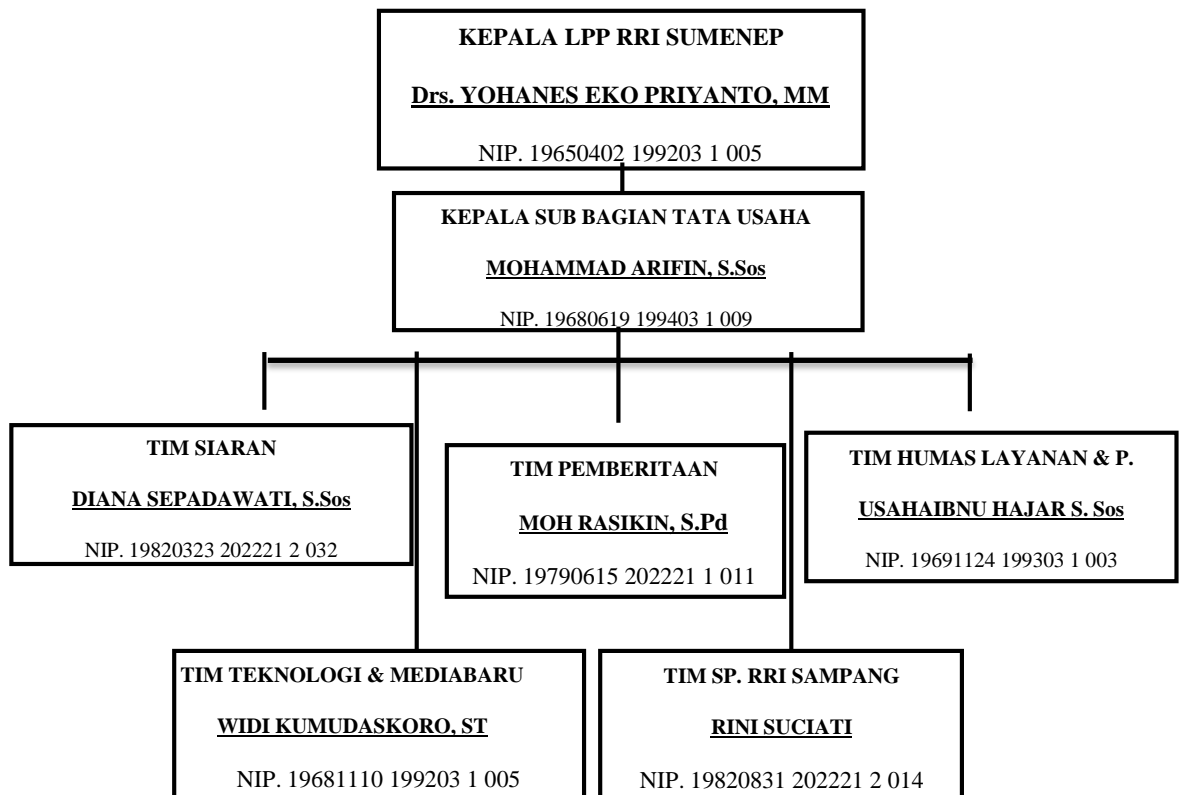 KEPALA LPP RRI SUMENEP
Drs. YOHANES EKO PRIYANTO, MM
NIP. 19650402 199203 1 005
KEPALA SUB BAGIAN TATA USAHA
MOHAMMAD ARIFIN, S.Sos
NIP. 19680619 199403 1 009
TIM SIARAN
DIANA SEPADAWATI, S.Sos
NIP. 19820323 202221 2 032
TIM PEMBERITAAN
MOH RASIKIN, S.Pd
NIP. 19790615 202221 1 011
TIM HUMAS LAYANAN & P.
USAHAIBNU HAJAR S. Sos
NIP. 19691124 199303 1 003
TIM TEKNOLOGI & MEDIABARU
WIDI KUMUDASKORO, ST
NIP. 19681110 199203 1 005
TIM SP. RRI SAMPANG
RINI SUCIATI
NIP. 19820831 202221 2 014